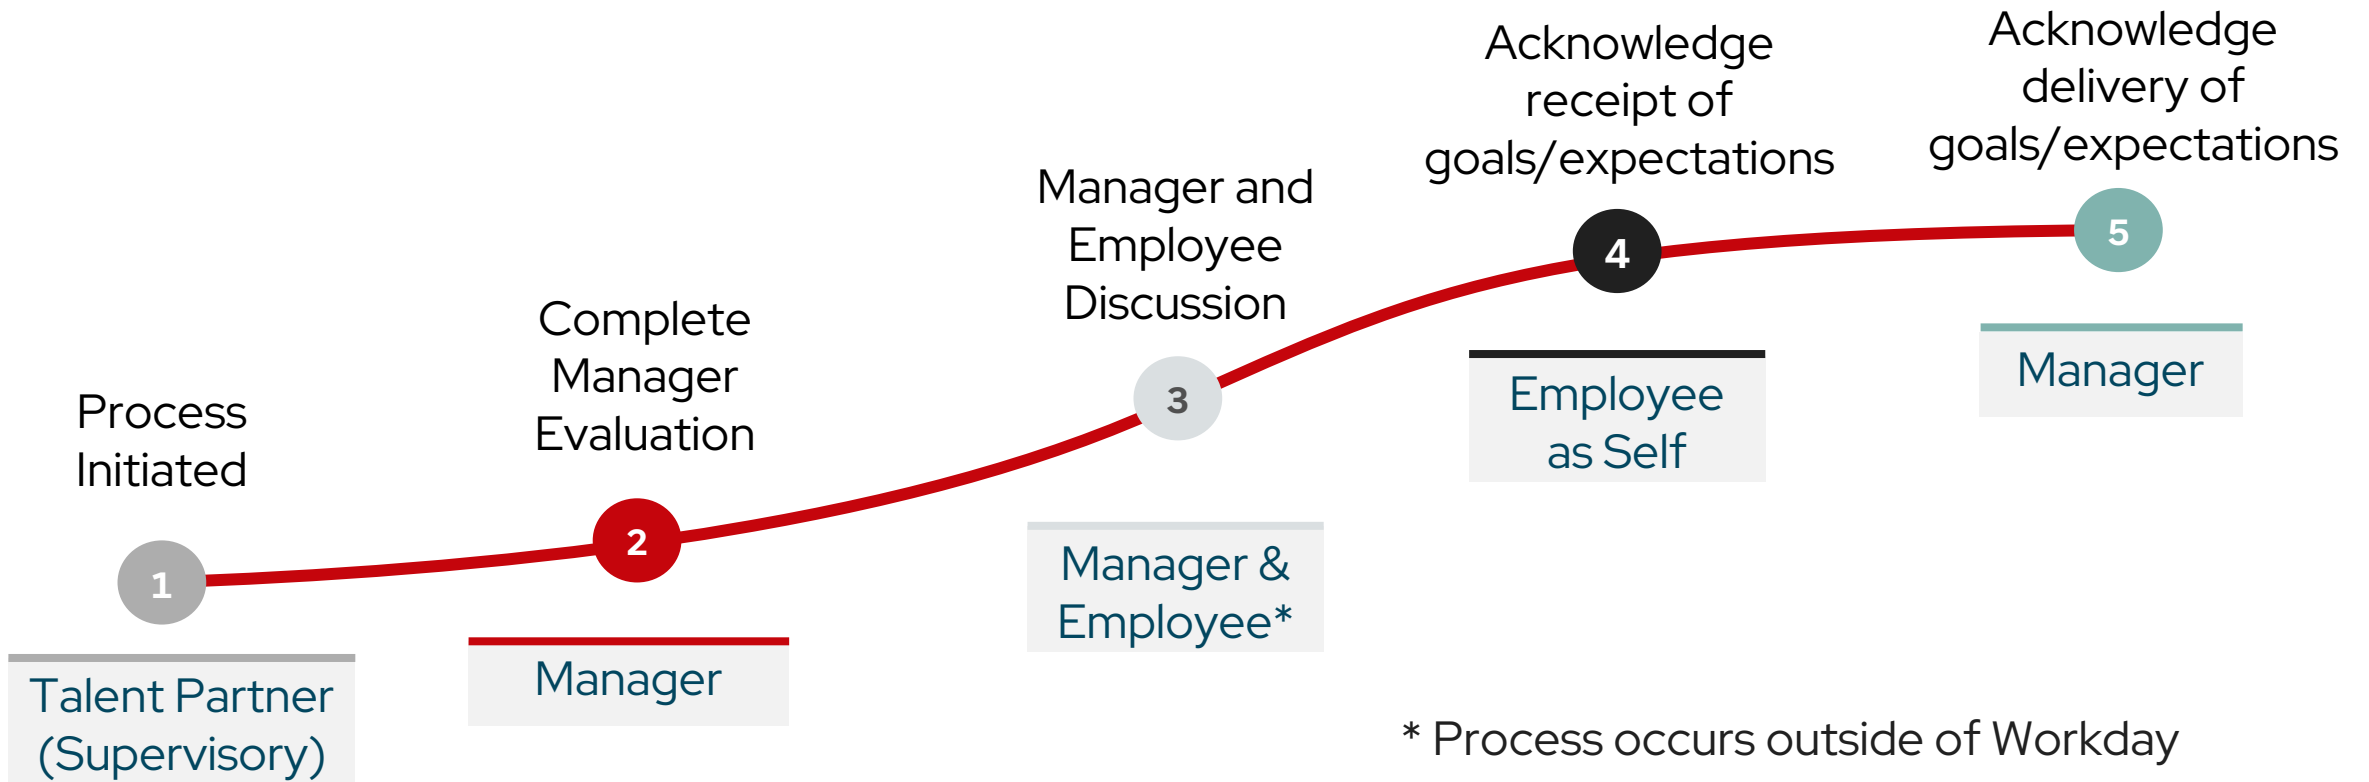 Process
Initiated
1
Talent Partner
(Supervisory)
Complete
Manager
Evaluation
2
Manager
Manager and
Employee
Discussion
3
Manager &
Employee*
Acknowledge
receipt of
goals/expectations
4
Employee
as Self
Acknowledge
delivery of
goals/expectations
5
Manager
* Process occurs outside of Workday